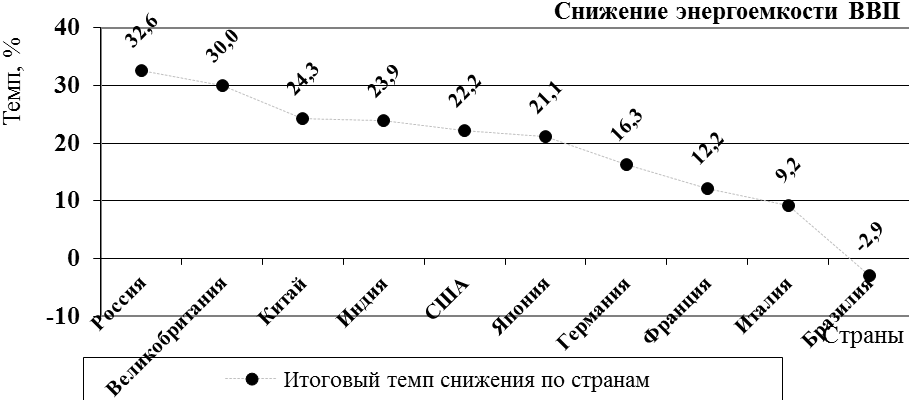 Снижение энергоемкости ВВП
Темп, %
40
30
20
10
0
-10
32,6
30,0
24,3
23,9
22,2
21,1
16,3
12,2
9,2
-2,9
Россия
Великобритания
Китай
Индия
США
Япония
Германия
Франция
Италия
Бразилия
Страны
Итоговый темп снижения по странам